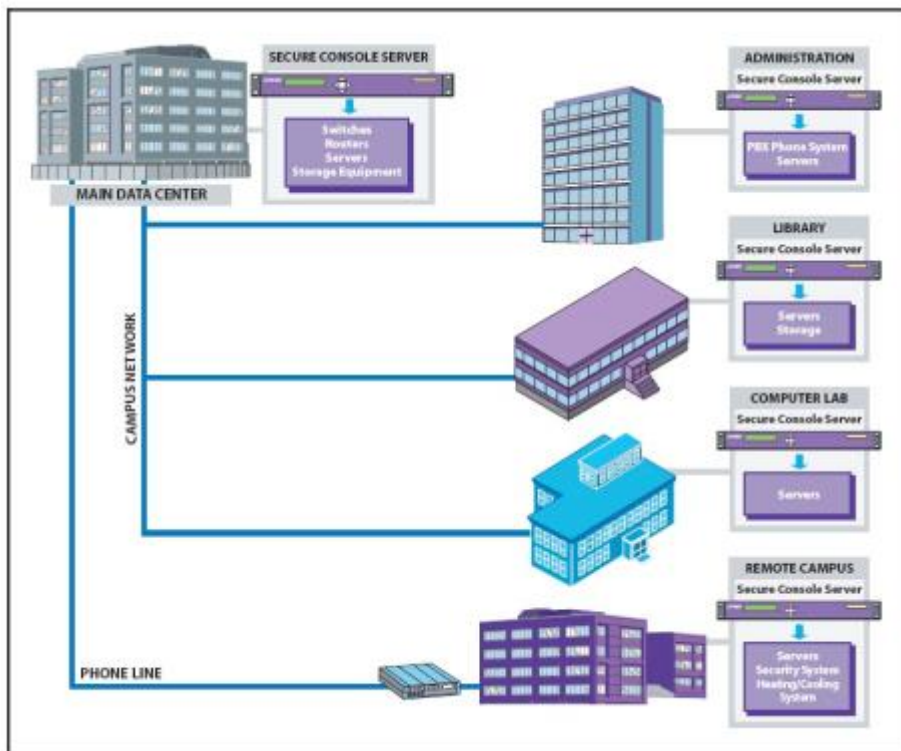 SECURE CONSOLE SERVER
Switches
Routers
Servers
Storage Equipment
MAIN DATA CENTER
ADMINISTRATION
Secure Console Server
PBX Phone System
Servers
LIBRARY
Secure Console Server
Servers
Storage
COMPUTER LAB
Secure Console Server
Servers
REMOTE CAMPUS
Secure Console Server
Servers
Security System
Heating/Cooling
System
CAMPUS NETWORK
PHONE LINE